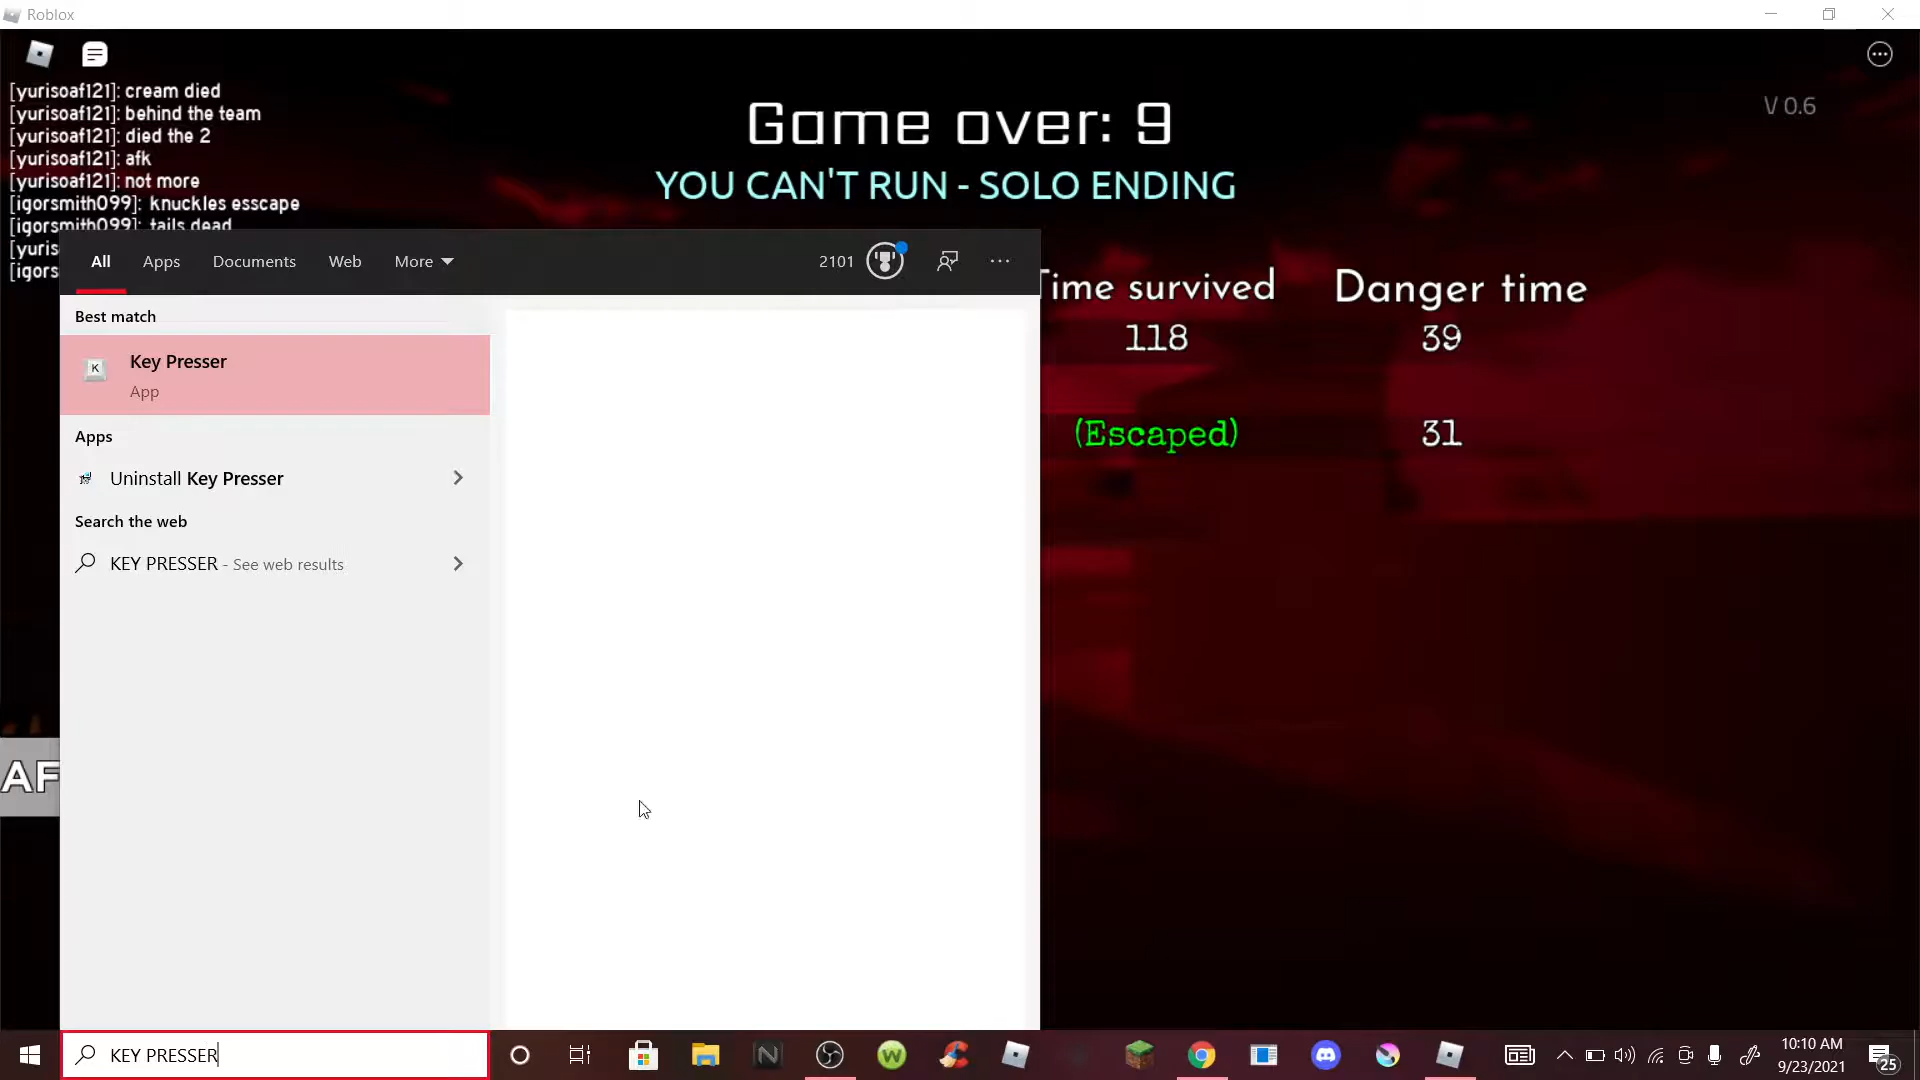 Roblox
[yurisoaf121]: cream died
[yurisoaf121]: behind the team
[yurisoaf121]: died the 2
[yurisoaf121]: afk
[yurisoaf121]: not more
[igorsmith099]: knuckles esscape
[igorsmith099]: tails dead
[yuris
[igors
Game over: 9
YOU CAN'T RUN - SOLO ENDING
V 0.6
All Apps Documents Web More 2101
Time survived Danger time
118 39
(Escaped) 31
Best match
K
Key Presser
App
Apps
Uninstall Key Presser
Search the web
KEY PRESSER - See web results
AF
KEY PRESSER
N
W
10:10 AM
9/23/2021
25